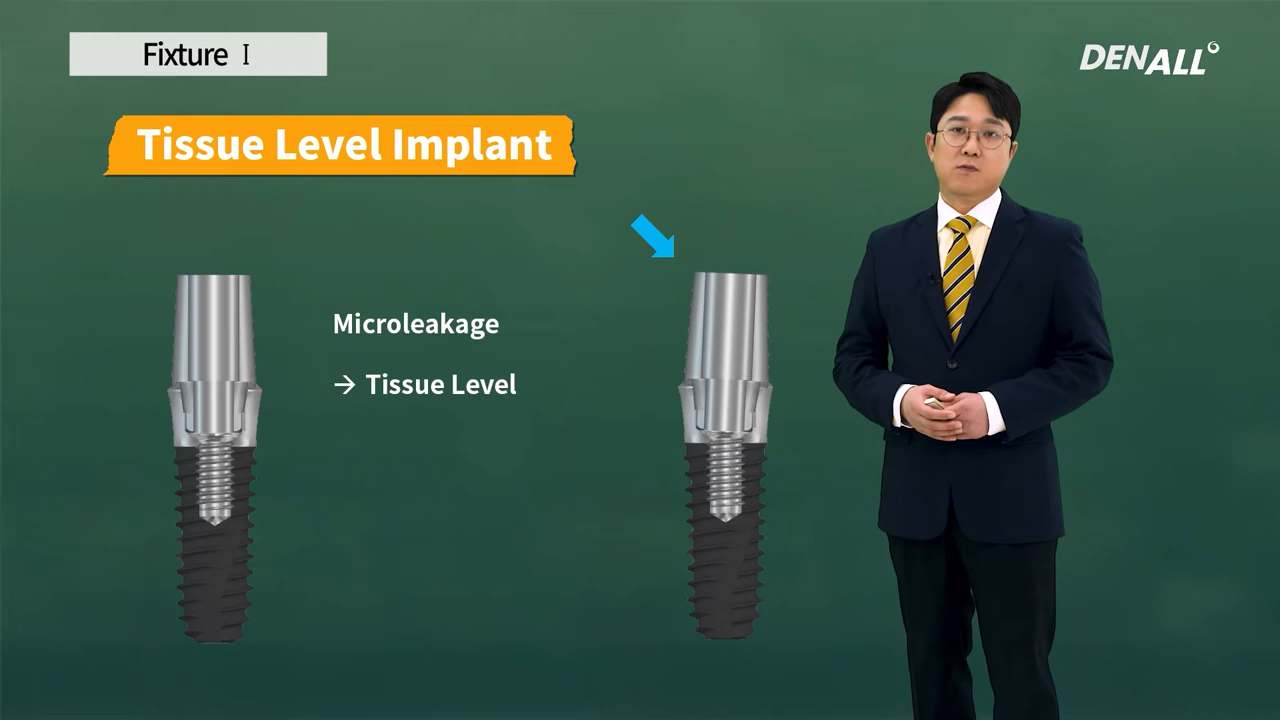 Fixture I
DENALL
Tissue Level Implant
Microleakage
→ Tissue Level